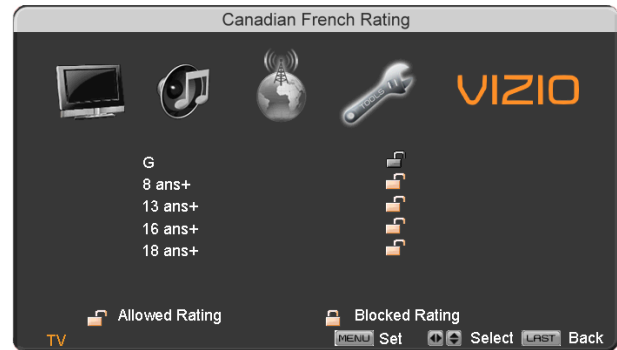 Canadian French Rating
TOOLS
VIZIO
G
8 ans+
13 ans+
16 ans+
18 ans+
Allowed Rating Blocked Rating
TV MENU Set Select LAST Back